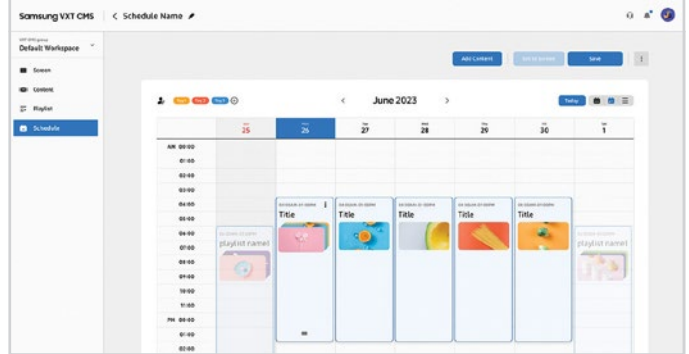 Samsung VXT CMS
< Schedule Name
Default Workspace
Screen
Content
Playlist
Schedule
Add Content
Save
June 2023
Today
25
26
27
28
29
30
1
AM 00:00
01:00
02:00
03:00
04:00
05:00
06:00
07:00
08:00
09:00
10:00
11:00
PM 00:00
01:00
02:00
Title
Title
Title
Title
Title
playlist name1
playlist name1